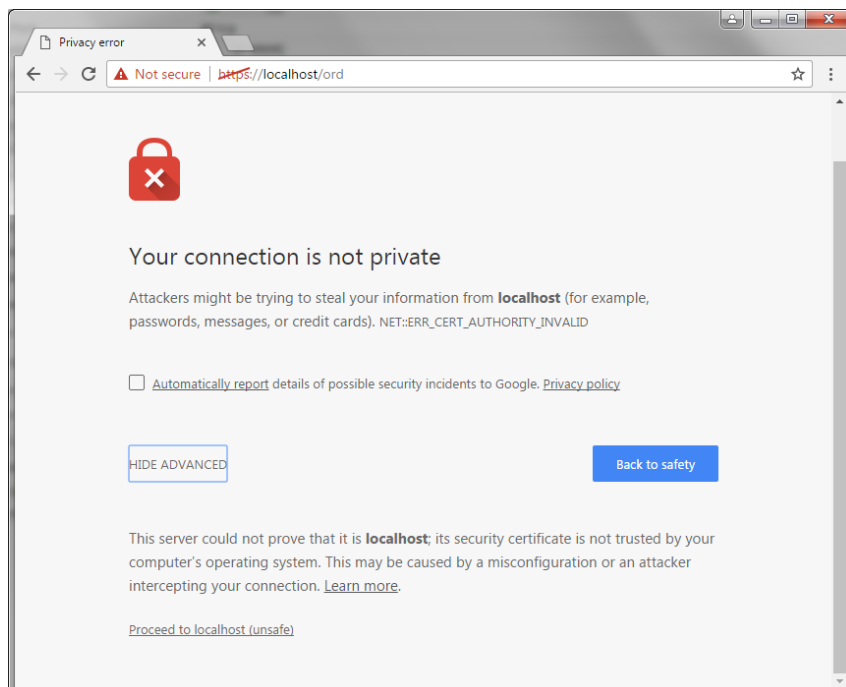 Privacy error
Not secure | https://localhost/ord
Your connection is not private
Attackers might be trying to steal your information from localhost (for example,
passwords, messages, or credit cards). NET::ERR_CERT_AUTHORITY_INVALID
Automatically report details of possible security incidents to Google. Privacy policy
HIDE ADVANCED
Back to safety
This server could not prove that it is localhost; its security certificate is not trusted by your
computer's operating system. This may be caused by a misconfiguration or an attacker
intercepting your connection. Learn more.
Proceed to localhost (unsafe)